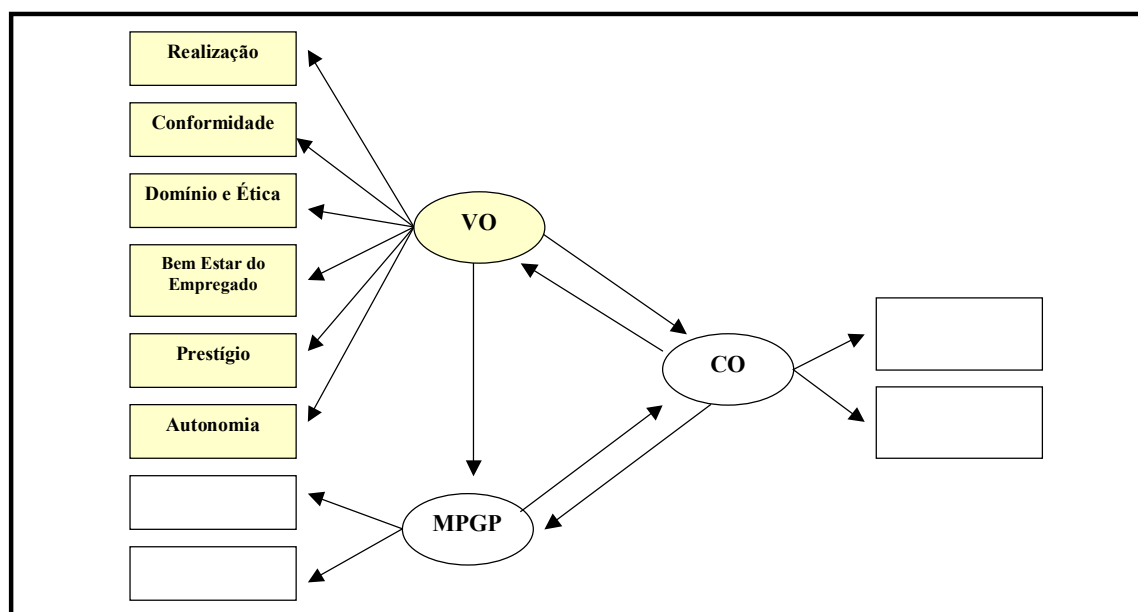 Realização
Conformidade
Domínio e Ética
Bem Estar do
Empregado
Prestígio
Autonomia
VO
CO
MPGP